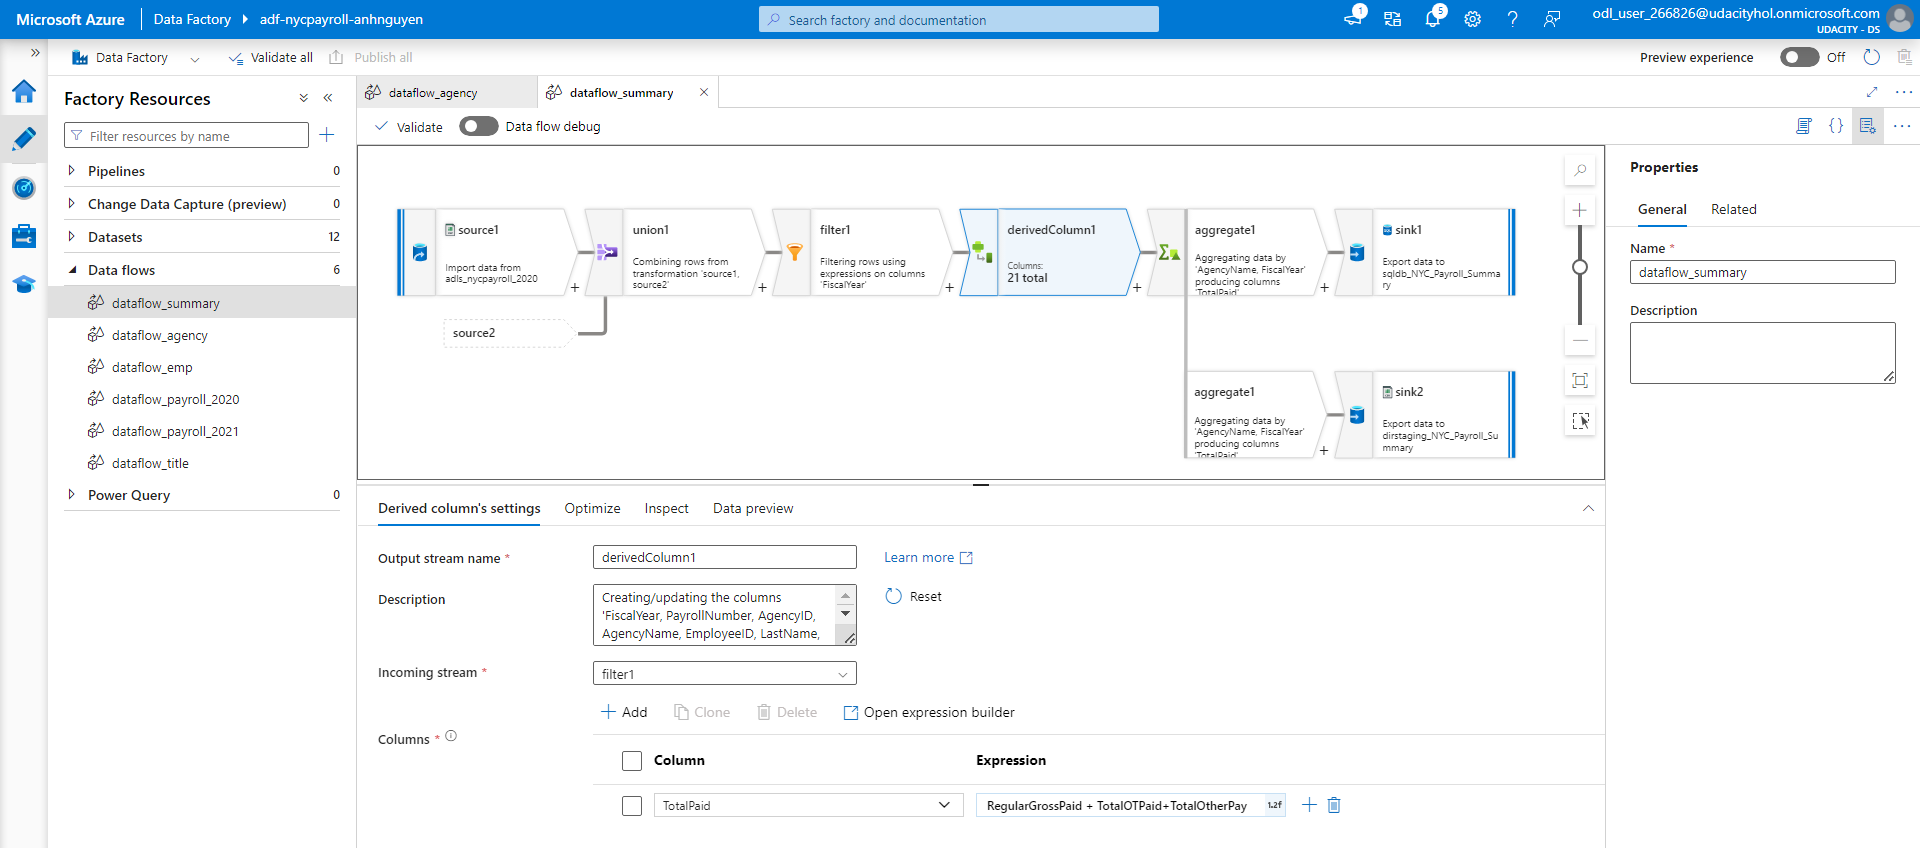 Microsoft Azure
Data Factory
adf-nycpayroll-anhnguyen
Search factory and documentation
1
5
odl_user_266826@udacityhol.onmicrosoft.com
UDACITY - DS
Data Factory
Validate all
Publish all
Preview experience
Off
Factory Resources
Filter resources by name
Pipelines
0
Change Data Capture (preview)
0
Datasets
12
Data flows
6
dataflow_summary
dataflow_agency
dataflow_emp
dataflow_payroll_2020
dataflow_payroll_2021
dataflow_title
Power Query
0
dataflow_agency
dataflow_summary
Validate
Data flow debug
source1
Import data from
adls_nycpayroll_2020
union1
Combining rows from
transformation 'source1,
source2'
filter1
Filtering rows using
expressions on columns
'FiscalYear'
derivedColumn1
Columns:
21 total
aggregate1
Aggregating data by
'AgencyName, FiscalYear'
producing columns
'TotalPaid'
sink1
Export data to
sqldb_NYC_Payroll_Summa
ry
source2
aggregate1
Aggregating data by
'AgencyName, FiscalYear'
producing columns
'TotalPaid'
sink2
Export data to
dirstaging_NYC_Payroll_Su
mmary
Properties
General
Related
Name *
dataflow_summary
Description
Derived column's settings
Optimize
Inspect
Data preview
Output stream name *
derivedColumn1
Learn more
Description
Creating/updating the columns
'FiscalYear, PayrollNumber, AgencyID,
AgencyName, EmployeeID, LastName,
Reset
Incoming stream *
filter1
Add
Clone
Delete
Open expression builder
Columns *
Column
Expression
TotalPaid
RegularGrossPaid + TotalOTPaid+TotalOtherPay
1.2f